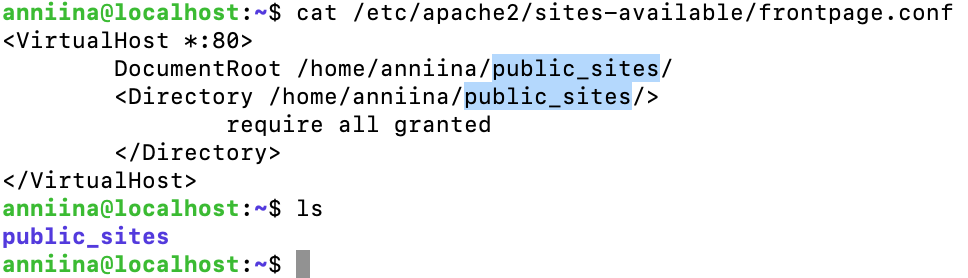 anniina@localhost:~$ cat /etc/apache2/sites-available/frontpage.conf
<VirtualHost *:80>
        DocumentRoot /home/anniina/public_sites/
        <Directory /home/anniina/public_sites/>
                require all granted
        </Directory>
</VirtualHost>
anniina@localhost:~$ ls
public_sites
anniina@localhost:~$